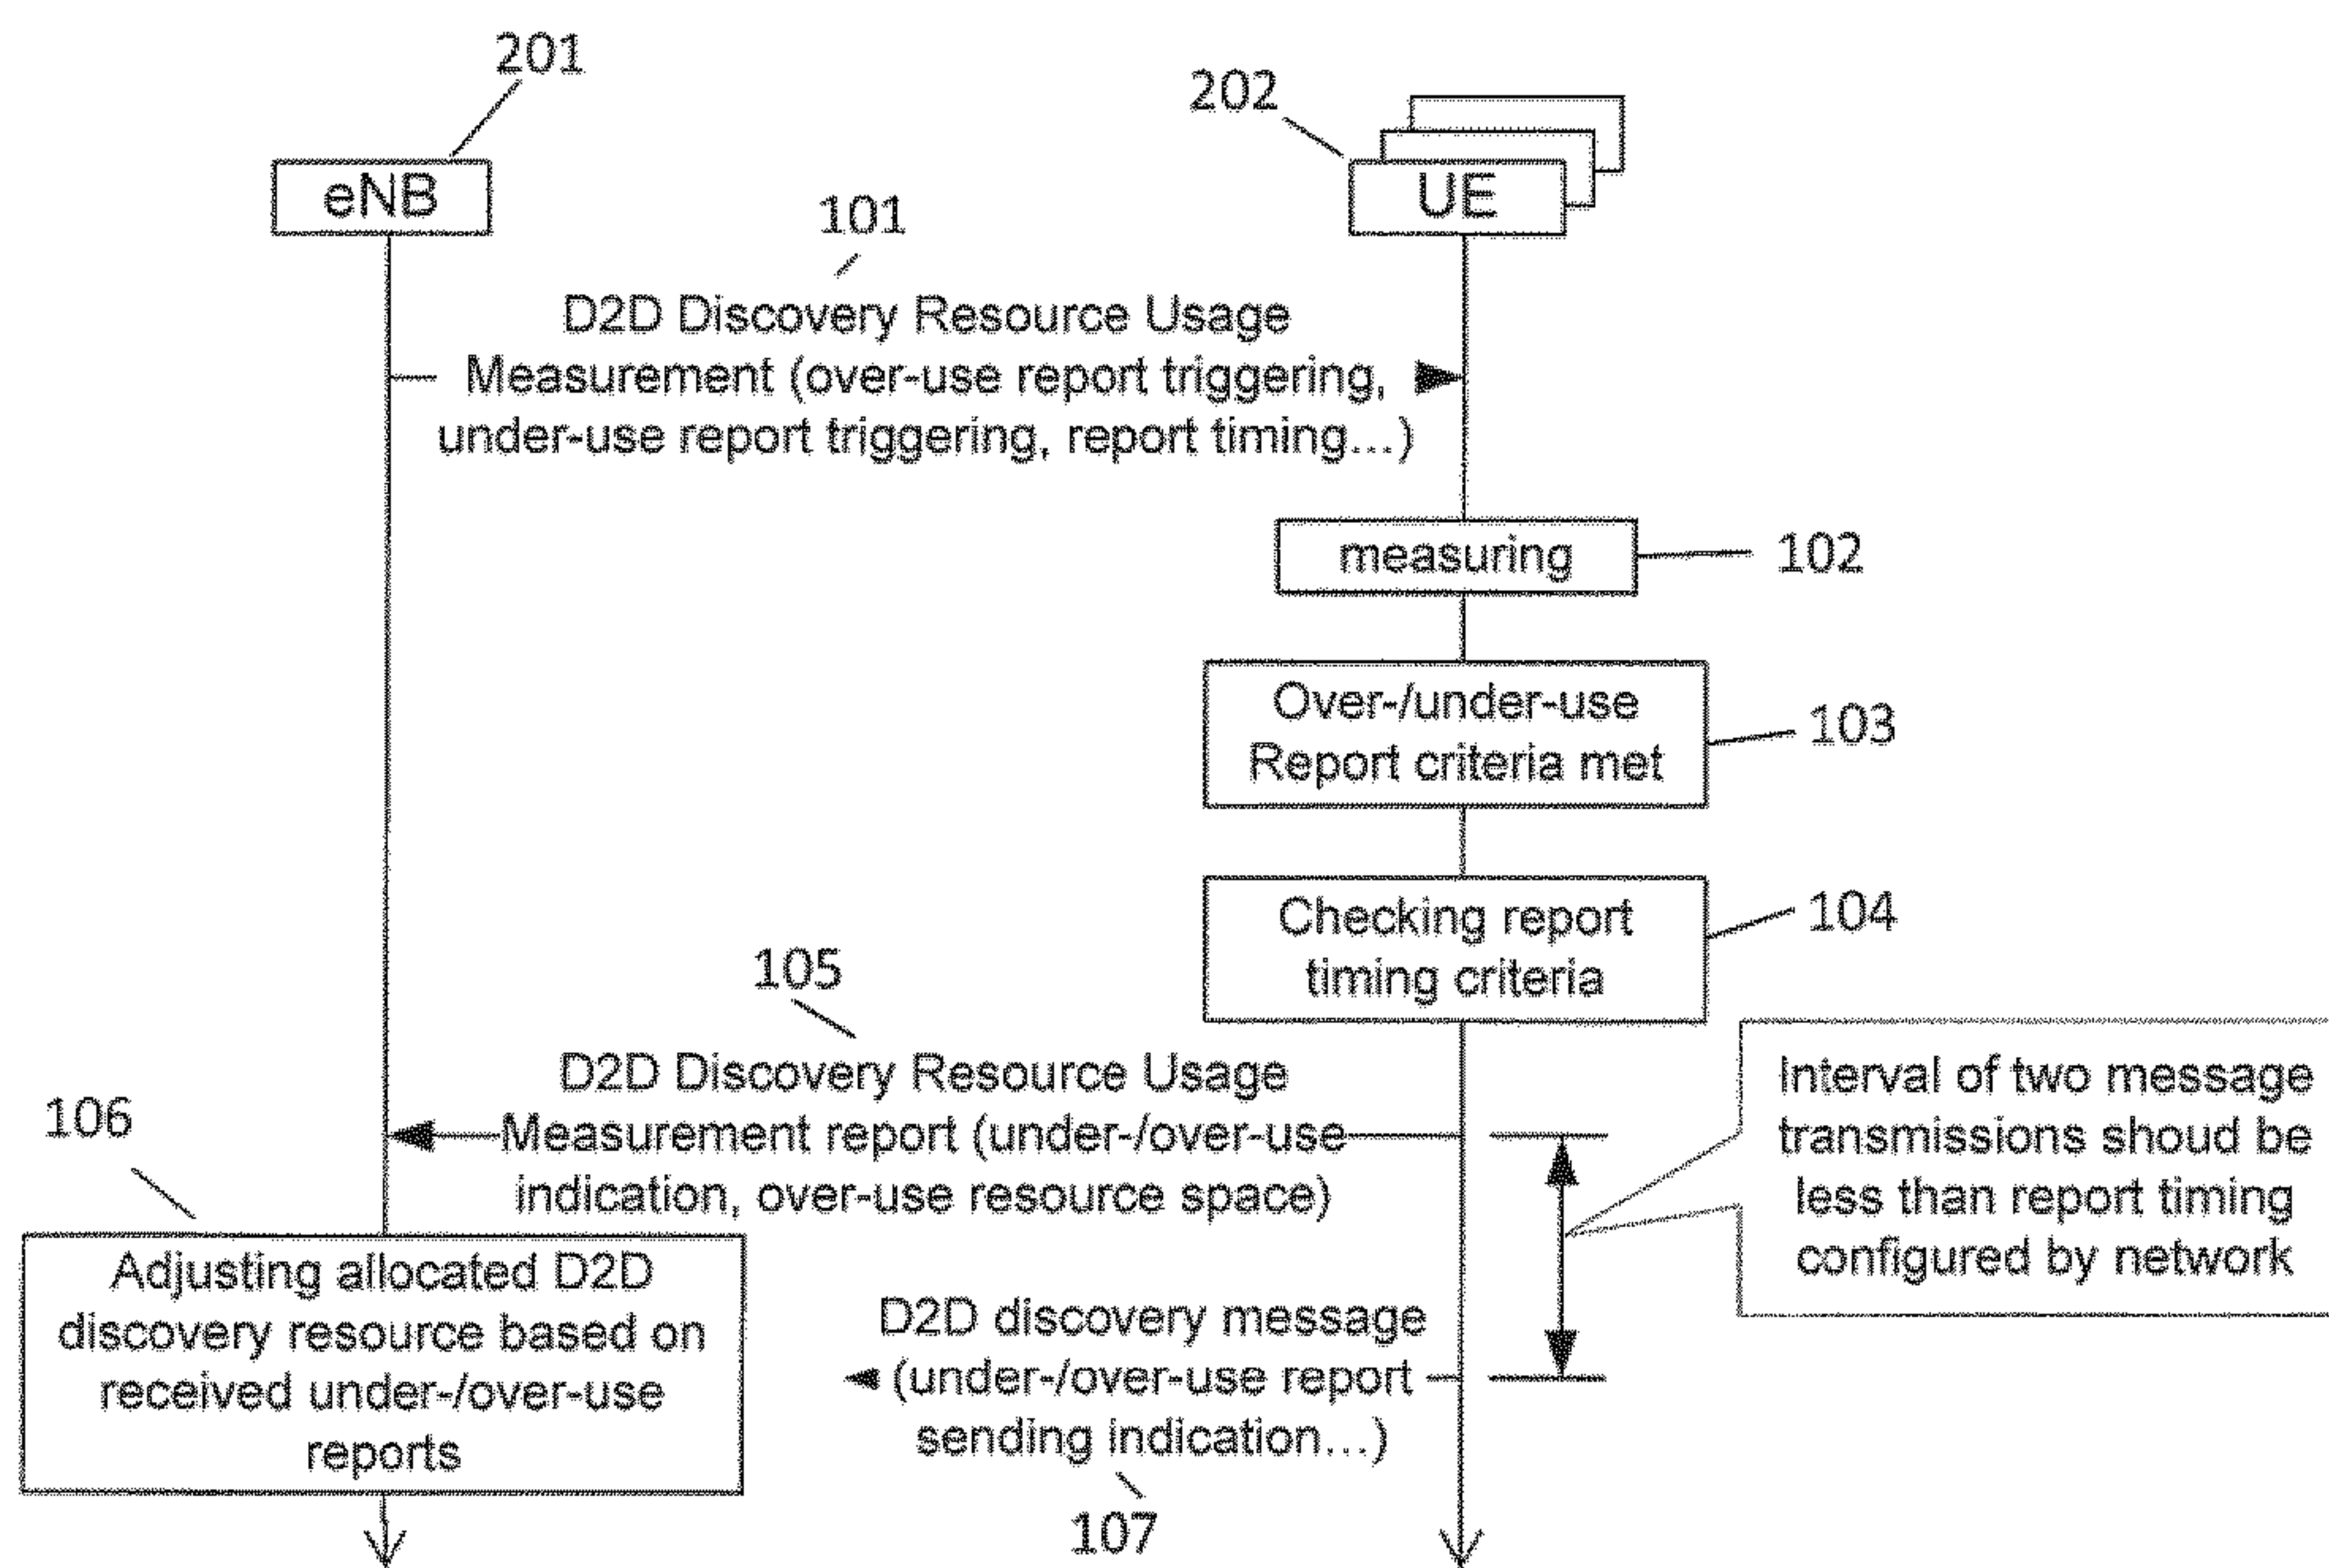 201
202
eNB
UE
101
D2D Discovery Resource Usage
Measurement (over-use report triggering,
under-use report triggering, report timing...)
measuring
102
Over-/under-use
Report criteria met
103
Checking report
timing criteria
104
105
D2D Discovery Resource Usage
Measurement report (under-/over-use
indication, over-use resource space)
Interval of two message
transmissions shoud be
less than report timing
configured by network
106
Adjusting allocated D2D
discovery resource based on
received under-/over-use
reports
D2D discovery message
(under-/over-use report
sending indication...)
107